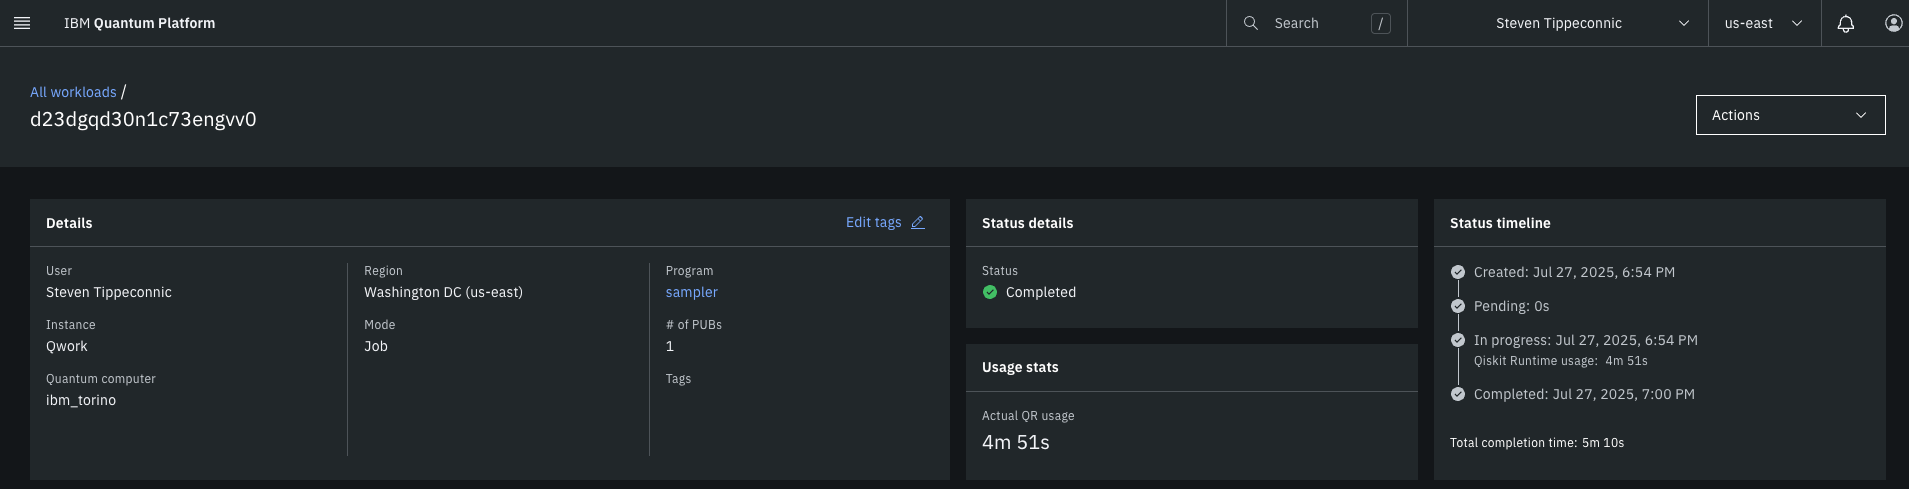 IBM Quantum Platform
Search /
Steven Tippeconnic
us-east
All workloads /
d23dgqd30n1c73engvv0
Actions
Details
Edit tags
User
Steven Tippeconnic
Instance
Qwork
Quantum computer
ibm_torino
Region
Washington DC (us-east)
Mode
Job
Program
sampler
# of PUBs
1
Tags
Status details
Status
Completed
Usage stats
Actual QR usage
4m 51s
Status timeline
Created: Jul 27, 2025, 6:54 PM
Pending: 0s
In progress: Jul 27, 2025, 6:54 PM
Qiskit Runtime usage: 4m 51s
Completed: Jul 27, 2025, 7:00 PM
Total completion time: 5m 10s